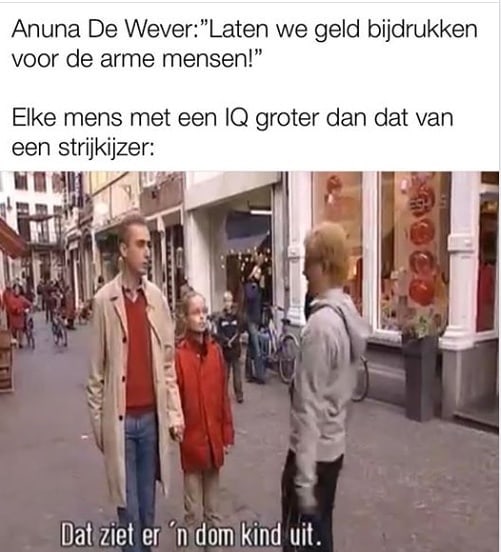 Anuna De Wever:”Laten we geld bijdrukken
voor de arme mensen!”
Elke mens met een IQ groter dan dat van
een strijkijzer:
Dat ziet er ´n dom kind uit.